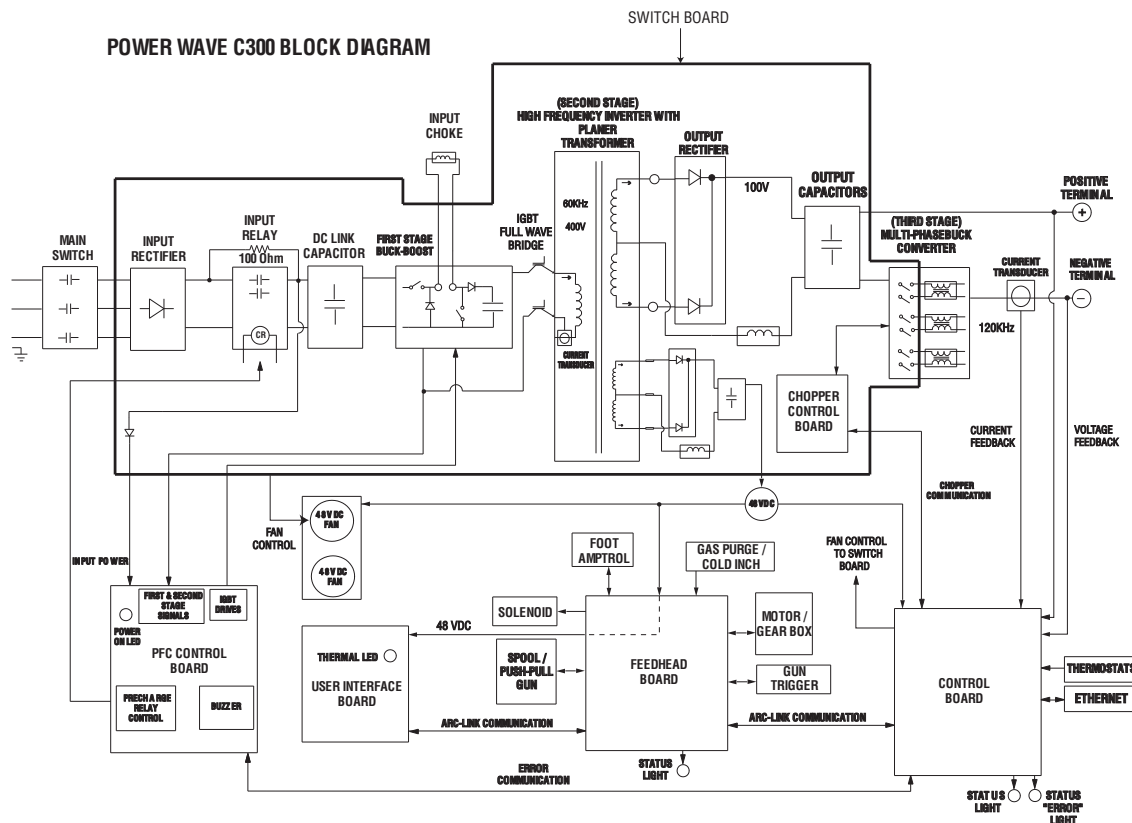 SWITCH BOARD
POWER WAVE C300 BLOCK DIAGRAM
INPUT
CHOKE
(SECOND STAGE)
HIGH FREQUENCY INVERTER WITH
PLANER
TRANSFORMER
OUTPUT
RECTIFIER
60KHz
400V
100V
OUTPUT
CAPACITORS
POSITIVE
TERMINAL
+
(THIRD STAGE)
MULTI-PHASEBUCK
CONVERTER
CURRENT
TRANSDUCER
NEGATIVE
TERMINAL
−
120KHz
MAIN
SWITCH
INPUT
RECTIFIER
INPUT
RELAY
100 Ohm
CR
DC LINK
CAPACITOR
FIRST STAGE
BUCK-BOOST
IGBT
FULL WAVE
BRIDGE
CURRENT
TRANSDUCER
CHOPPER
CONTROL
BOARD
CURRENT
FEEDBACK
VOLTAGE
FEEDBACK
CHOPPER
COMMUNICATION
48VDC
48V DC
FAN
48V DC
FAN
FAN
CONTROL
INPUT POWER
FOOT
AMPTROL
GAS PURGE /
COLD INCH
FAN CONTROL
TO SWITCH
BOARD
FIRST & SECOND
STAGE
SIGNALS
IGBT
DRIVES
POWER
ON LED
PFC CONTROL
BOARD
PRECHARGE
RELAY
CONTROL
BUZZER
SOLENOID
48 VDC
THERMAL LED
USER INTERFACE
BOARD
SPOOL /
PUSH-PULL
GUN
FEEDHEAD
BOARD
MOTOR /
GEAR BOX
GUN
TRIGGER
CONTROL
BOARD
THERMOSTATS
ETHERNET
ARC-LINK COMMUNICATION
ARC-LINK COMMUNICATION
ERROR
COMMUNICATION
STATUS
LIGHT
STATUS
LIGHT
STATUS
"ERROR"
LIGHT